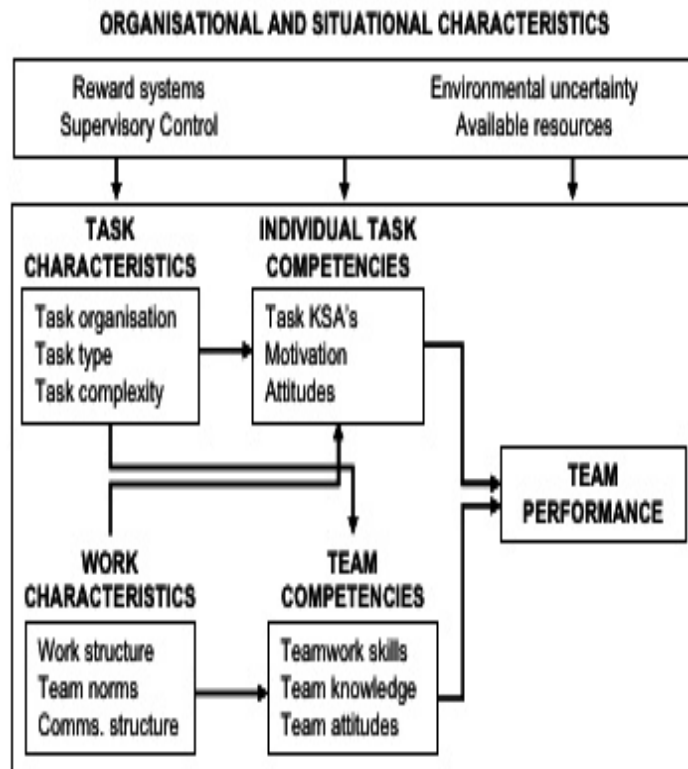 ORGANISATIONAL AND SITUATIONAL CHARACTERISTICS
Reward systems
Supervisory Control
Environmental uncertainty
Available resources
TASK
CHARACTERISTICS
Task organisation
Task type
Task complexity
INDIVIDUAL TASK
COMPETENCIES
Task KSA's
Motivation
Attitudes
WORK
CHARACTERISTICS
Work structure
Team norms
Comms. structure
TEAM
COMPETENCIES
Teamwork skills
Team knowledge
Team attitudes
TEAM
PERFORMANCE